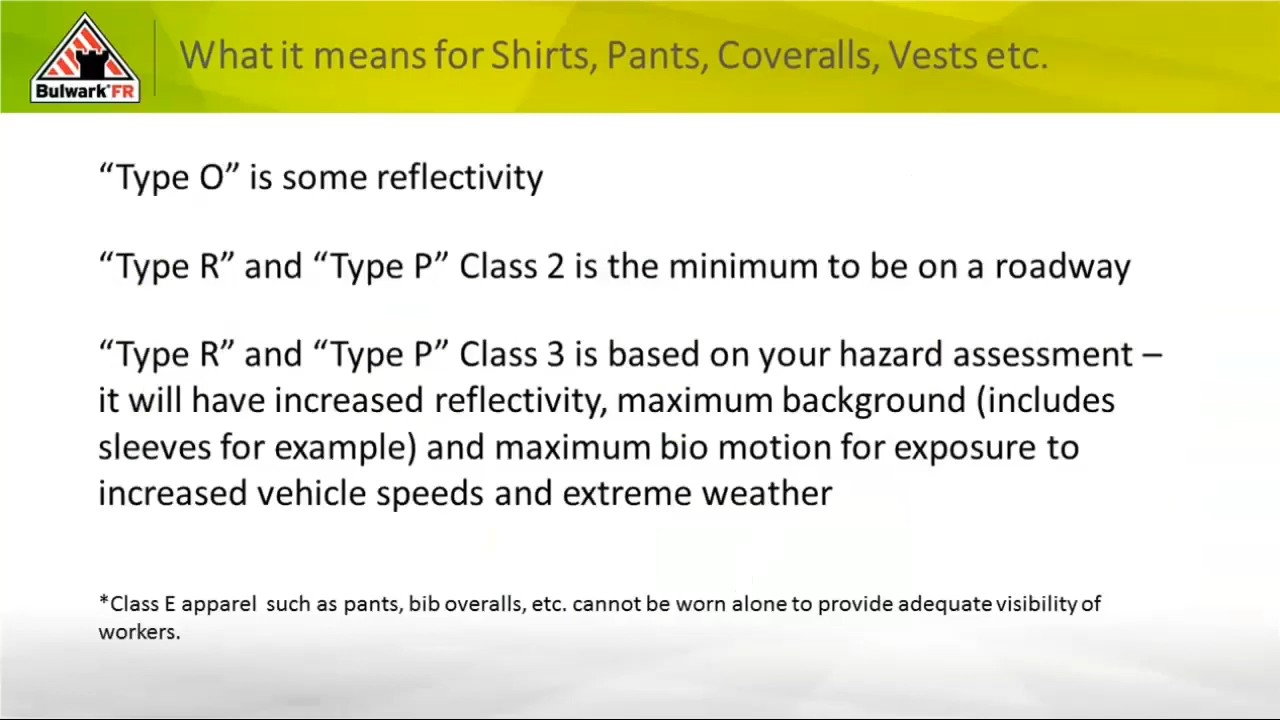 Bulwark®FR
What it means for Shirts, Pants, Coveralls, Vests etc.
“Type O” is some reflectivity
“Type R” and “Type P” Class 2 is the minimum to be on a roadway
“Type R” and “Type P” Class 3 is based on your hazard assessment –
it will have increased reflectivity, maximum background (includes
sleeves for example) and maximum bio motion for exposure to
increased vehicle speeds and extreme weather
*Class E apparel such as pants, bib overalls, etc. cannot be worn alone to provide adequate visibility of
workers.